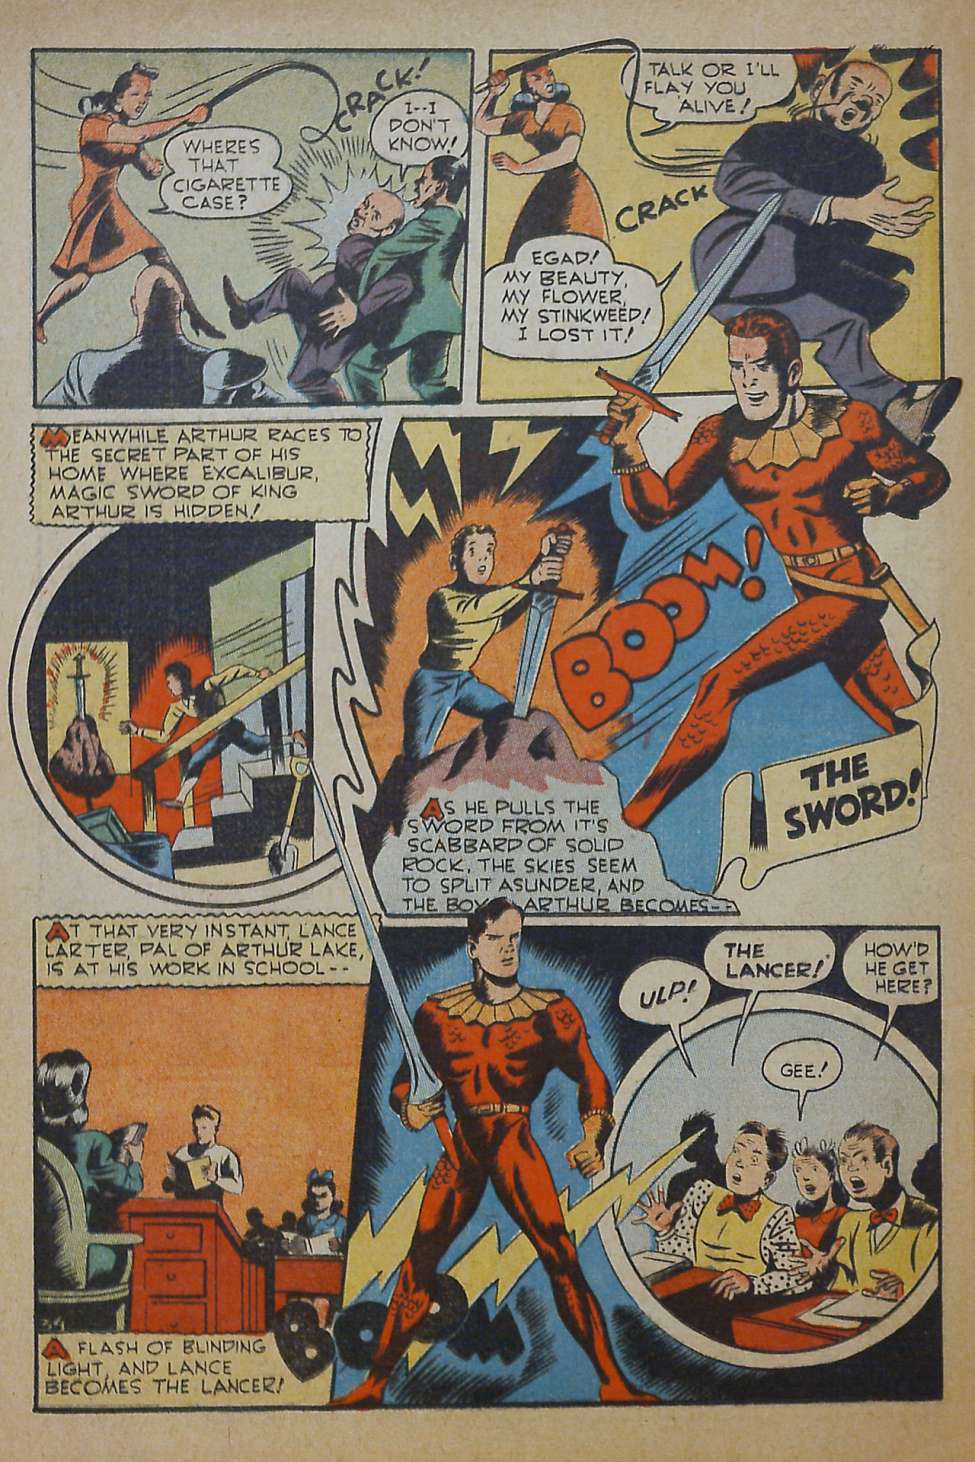 WHERES
THAT
CIGARETTE
CASE?
CRACK!
I--I
DON'T
KNOW!
TALK OR I'LL
FLAY YOU
ALIVE!
CRACK
EGAD!
MY BEAUTY,
MY FLOWER,
MY STINKWEED!
I LOST IT!
MEANWHILE ARTHUR RACES TO
THE SECRET PART OF HIS
HOME WHERE EXCALIBUR,
MAGIC SWORD OF KING
ARTHUR IS HIDDEN!
BOOM!
AS HE PULLS THE
SWORD FROM IT'S
SCABBARD OF SOLID
ROCK, THE SKIES SEEM
TO SPLIT ASUNDER, AND
THE BOY ARTHUR BECOMES--
THE
SWORD!
AT THAT VERY INSTANT, LANCE
LARTER, PAL OF ARTHUR LAKE,
IS AT HIS WORK IN SCHOOL--
A FLASH OF BLINDING
LIGHT, AND LANCE
BECOMES THE LANCER!
BOOM
ULP!
THE
LANCER!
HOW'D
HE GET
HERE?
GEE!